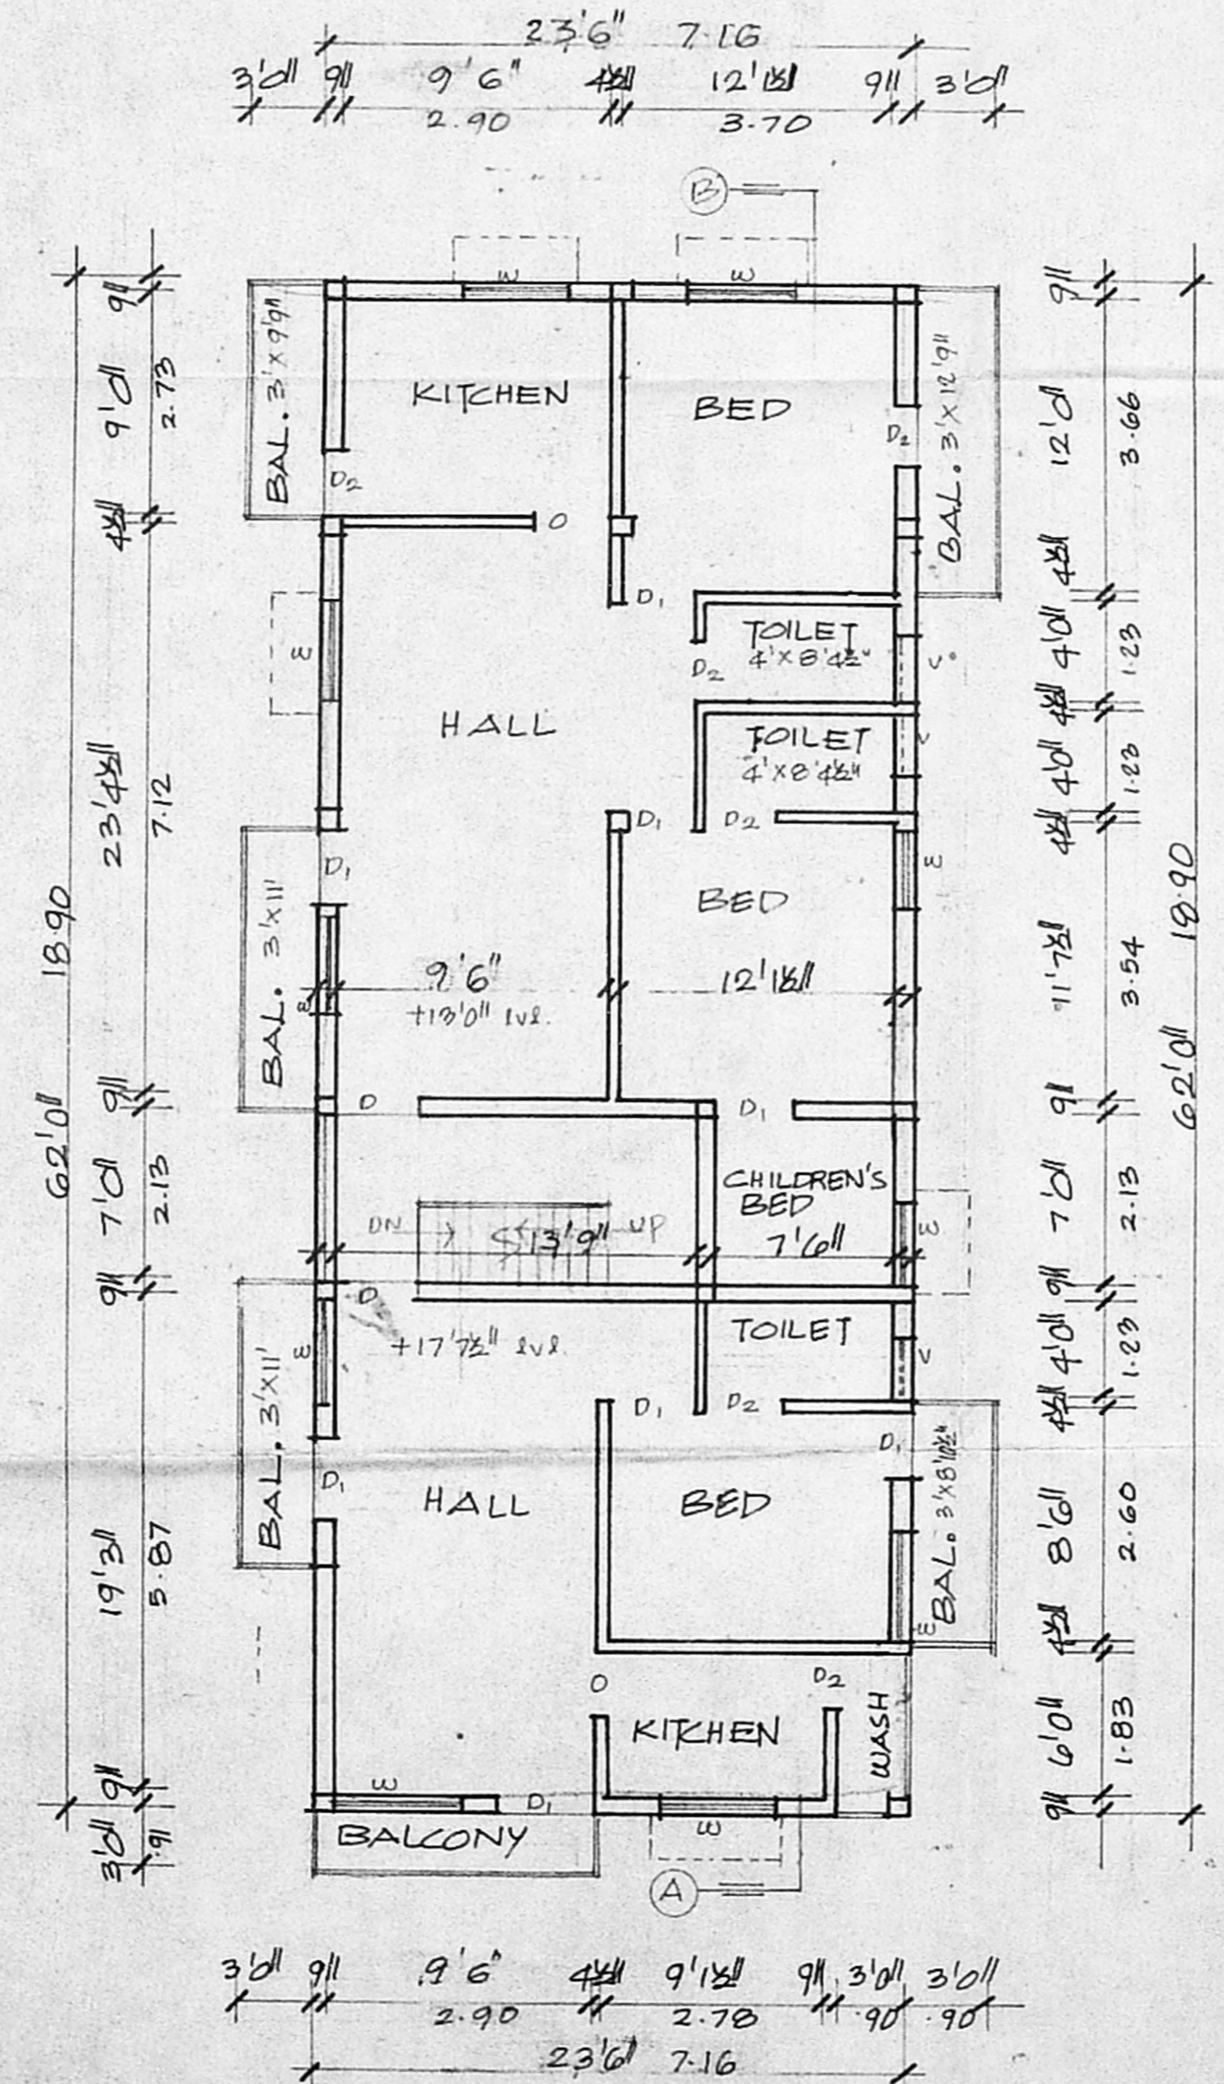 23'6" 7.16
3'0" 9" 9'6" 4½" 12'1½" 9" 3'0"
2.90 3.70
B
W W
9" 9'0" 2.73 4½" 23'4½" 7.12 9" 7'0" 2.13 9" 19'3" 5.87 9" 3'0" .91
62'0" 18.90
BAL. 3'X9'9"
KITCHEN
BED
D2
D2
BAL. 3'X12'9"
O
D1
TOILET
4'X8'4½"
D2
V
W
HALL
TOILET
4'X8'4½"
V
D1 D2
D1
BED
W
BAL. 3'X11'
9'6" 12'1½"
+13'0" lvl.
W
D D1
CHILDREN'S
BED
DN UP
13'9" 7'6"
W
D
TOILET
+17'7½" lvl.
W
V
D1 D2
BAL. 3'X11'
D1
D1
HALL
BED
BAL. 3'X8'10½"
W
O D2
KITCHEN
WASH
W D1
W
BALCONY
A
9" 12'0" 3.66 4½" 4'0" 1.23 4½" 4'0" 1.23 4½" 11'7½" 3.54 9" 7'0" 2.13 9" 4'0" 1.23 4½" 8'6" 2.60 4½" 6'0" 1.83 9"
62'0" 18.90
3'0" 9" 9'6" 4½" 9'1½" 9" 3'0" 3'0"
2.90 2.78 .90 .90
23'6" 7.16